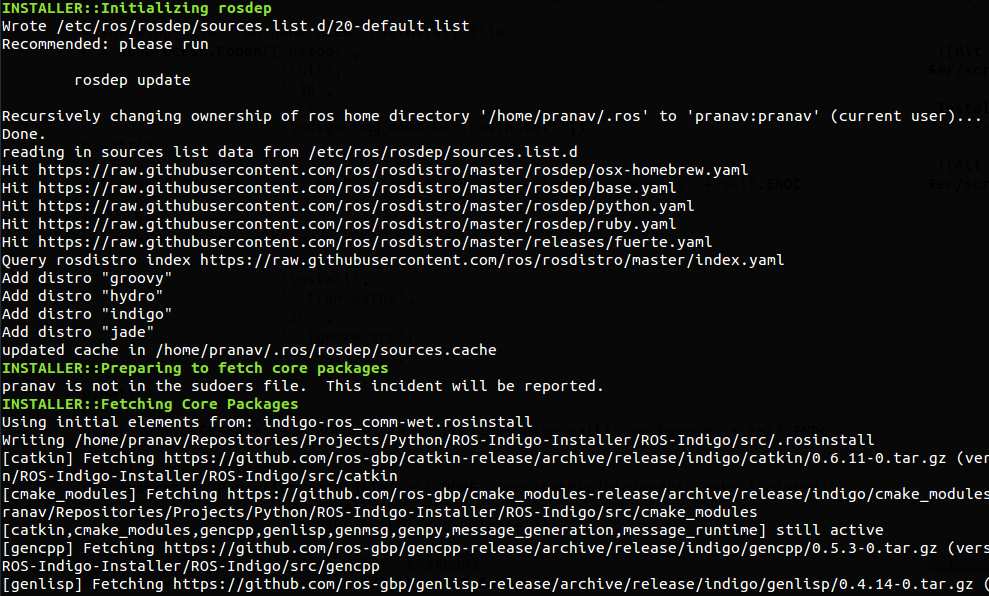 INSTALLER::Initializing rosdep
Wrote /etc/ros/rosdep/sources.list.d/20-default.list
Recommended: please run
rosdep update
Recursively changing ownership of ros home directory '/home/pranav/.ros' to 'pranav:pranav' (current user)...
Done.
reading in sources list data from /etc/ros/rosdep/sources.list.d
Hit https://raw.githubusercontent.com/ros/rosdistro/master/rosdep/osx-homebrew.yaml
Hit https://raw.githubusercontent.com/ros/rosdistro/master/rosdep/base.yaml
Hit https://raw.githubusercontent.com/ros/rosdistro/master/rosdep/python.yaml
Hit https://raw.githubusercontent.com/ros/rosdistro/master/rosdep/ruby.yaml
Hit https://raw.githubusercontent.com/ros/rosdistro/master/releases/fuerte.yaml
Query rosdistro index https://raw.githubusercontent.com/ros/rosdistro/master/index.yaml
Add distro "groovy"
Add distro "hydro"
Add distro "indigo"
Add distro "jade"
updated cache in /home/pranav/.ros/rosdep/sources.cache
INSTALLER::Preparing to fetch core packages
pranav is not in the sudoers file.  This incident will be reported.
INSTALLER::Fetching Core Packages
Using initial elements from: indigo-ros_comm-wet.rosinstall
Writing /home/pranav/Repositories/Projects/Python/ROS-Indigo-Installer/ROS-Indigo/src/.rosinstall
[catkin] Fetching https://github.com/ros-gbp/catkin-release/archive/release/indigo/catkin/0.6.11-0.tar.gz (ver
n/ROS-Indigo-Installer/ROS-Indigo/src/catkin
[cmake_modules] Fetching https://github.com/ros-gbp/cmake_modules-release/archive/release/indigo/cmake_modules
ranav/Repositories/Projects/Python/ROS-Indigo-Installer/ROS-Indigo/src/cmake_modules
[catkin,cmake_modules,gencpp,genlisp,genmsg,genpy,message_generation,message_runtime] still active
[gencpp] Fetching https://github.com/ros-gbp/gencpp-release/archive/release/indigo/gencpp/0.5.3-0.tar.gz (vers
ROS-Indigo-Installer/ROS-Indigo/src/gencpp
[genlisp] Fetching https://github.com/ros-gbp/genlisp-release/archive/release/indigo/genlisp/0.4.14-0.tar.gz (